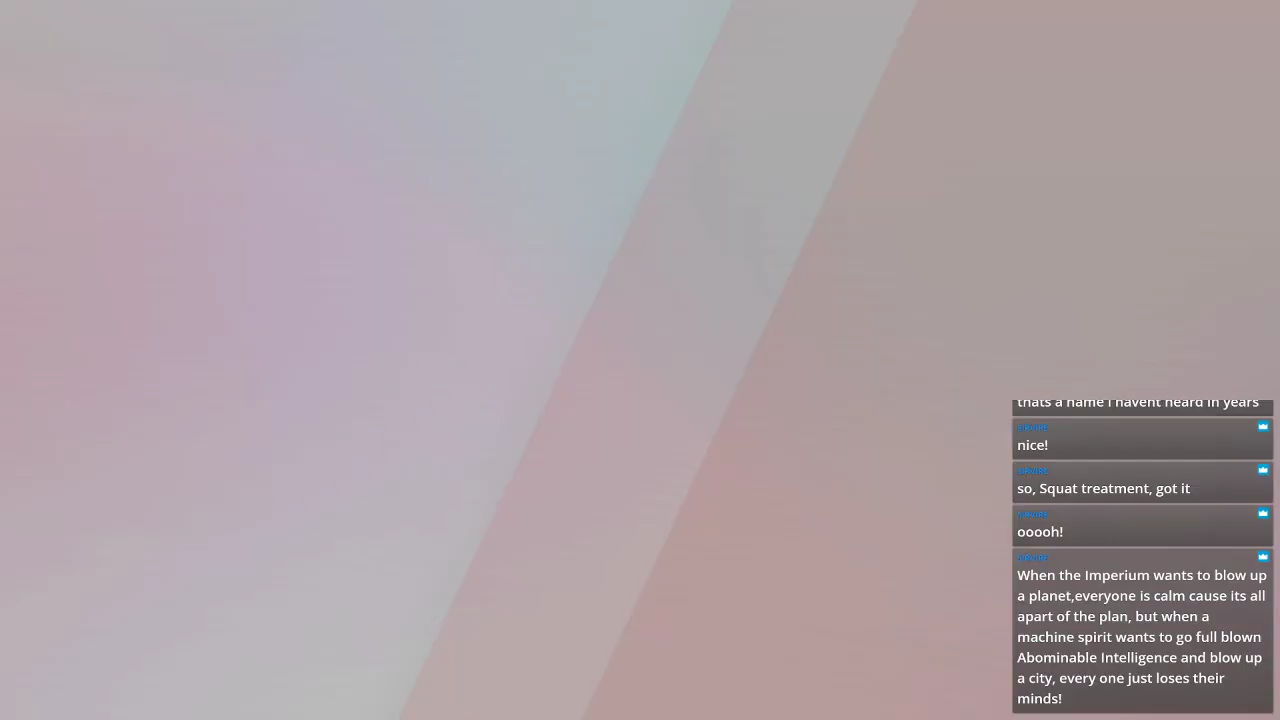 thats a name i havent heard in years
nice!
so, Squat treatment, got it
ooooh!
When the Imperium wants to blow up
a planet,everyone is calm cause its all
apart of the plan, but when a
machine spirit wants to go full blown
Abominable Intelligence and blow up
a city, every one just loses their
minds!